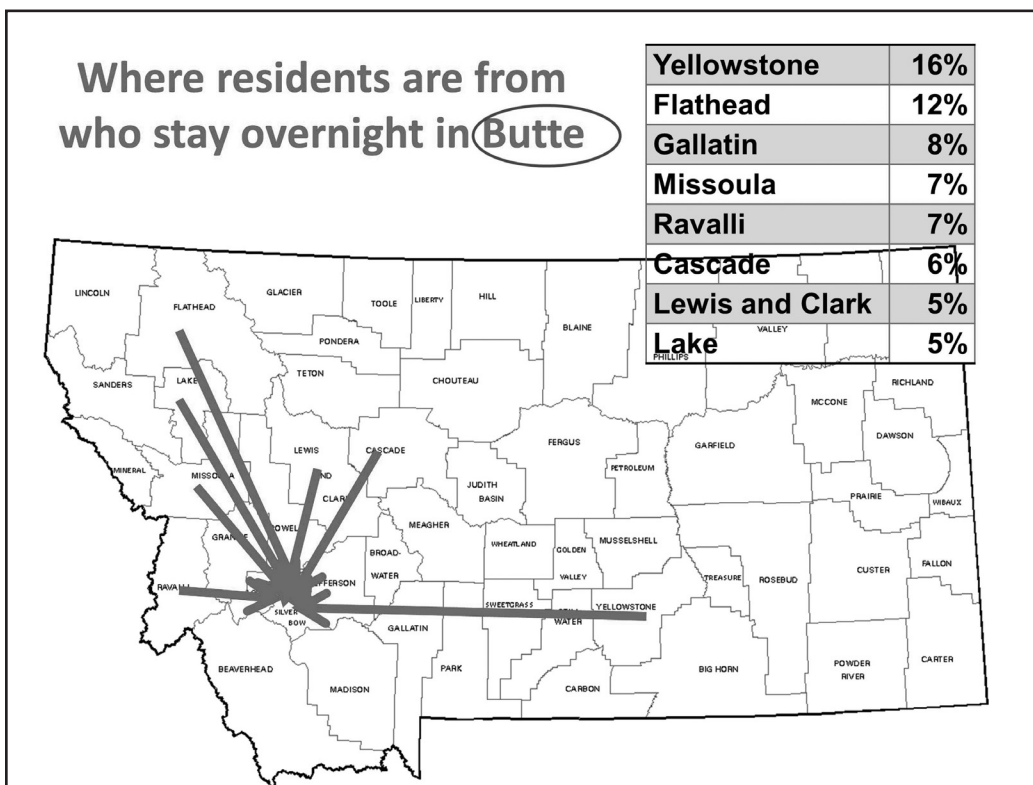 Where residents are from
who stay overnight in Butte
Yellowstone 16%
Flathead 12%
Gallatin 8%
Missoula 7%
Ravalli 7%
Cascade 6%
Lewis and Clark 5%
Lake 5%
LINCOLN
FLATHEAD
GLACIER
TOOLE
LIBERTY
HILL
BLAINE
PHILLIPS
VALLEY
PONDERA
TETON
CHOUTEAU
SANDERS
LAKE
RICHLAND
MCCONE
DAWSON
GARFIELD
FERGUS
PETROLEUM
JUDITH
BASIN
CASCADE
LEWIS
CLARK
MINERAL
MISSOULA
PRAIRIE
WIBAUX
MEAGHER
WHEATLAND
GOLDEN
VALLEY
MUSSELSHELL
BROAD-
WATER
TREASURE
ROSEBUD
CUSTER
FALLON
RAVALLI
SILVER
BOW
SWEETGRASS
WATER
YELLOWSTONE
GALLATIN
PARK
BEAVERHEAD
MADISON
CARBON
BIG HORN
POWDER
RIVER
CARTER